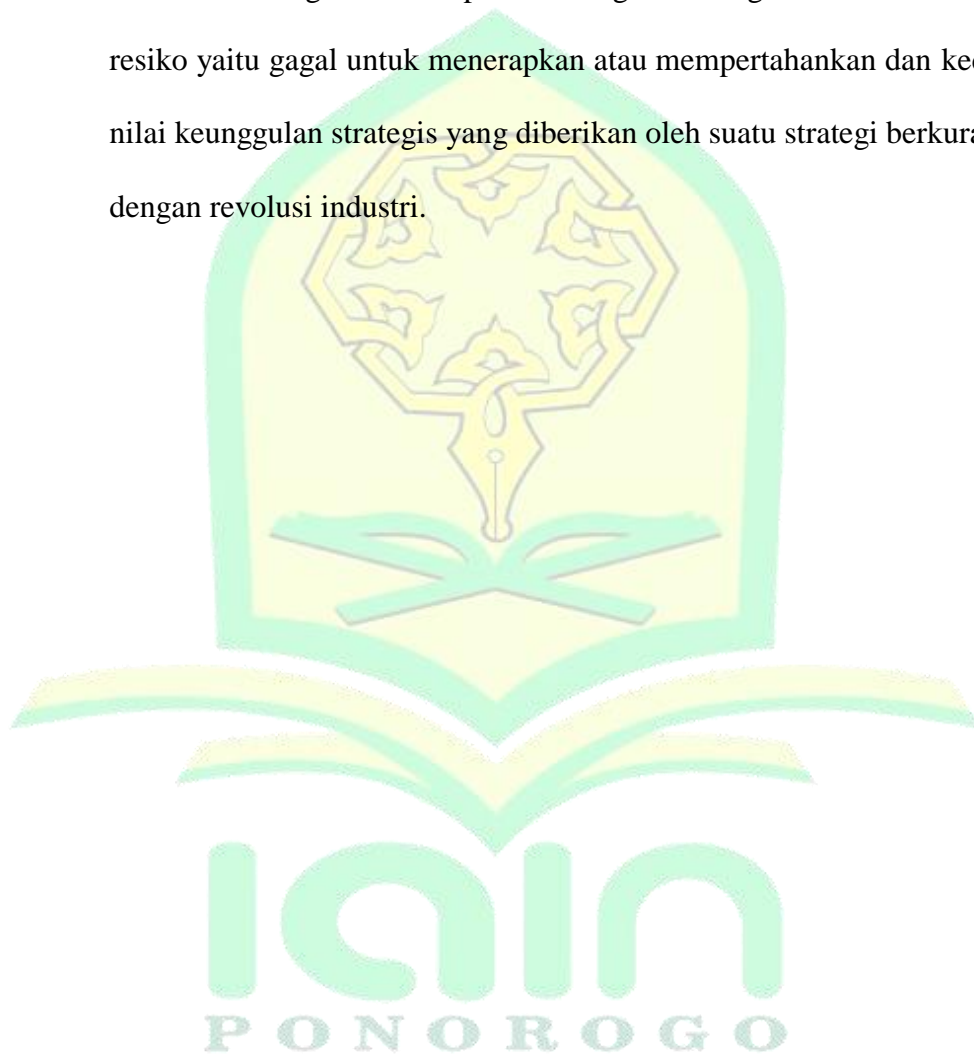 resiko yaitu gagal untuk menerapkan atau mempertahankan dan
nilai keunggulan strategis yang diberikan oleh suatu strategi
dengan revolusi industri.
iain
PONOROGO